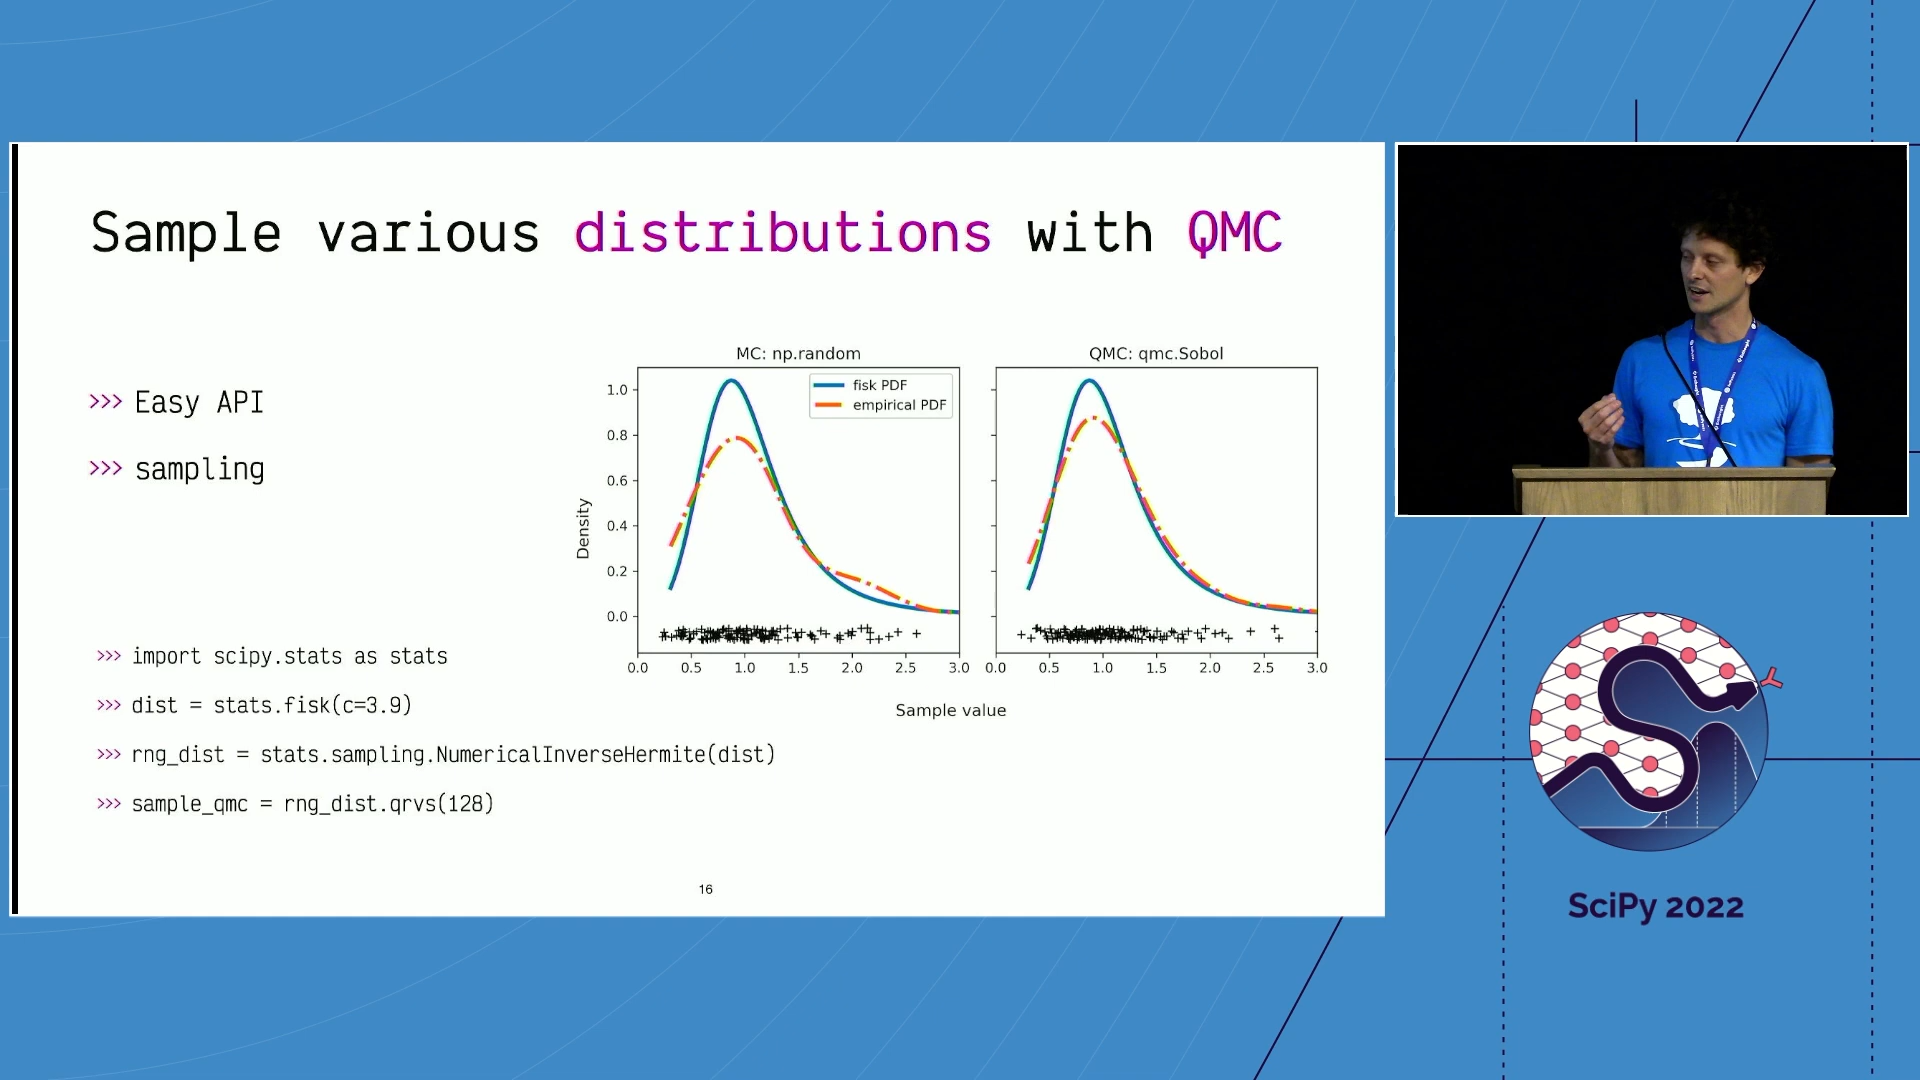 Sample various distributions with QMC
>>> Easy API
>>> sampling
MC: np.random
fisk PDF
empirical PDF
Density
1.0
0.8
0.6
0.4
0.2
0.0
0.0 0.5 1.0 1.5 2.0 2.5 3.0
QMC: qmc.Sobol
0.0 0.5 1.0 1.5 2.0 2.5 3.0
Sample value
>>> import scipy.stats as stats
>>> dist = stats.fisk(c=3.9)
>>> rng_dist = stats.sampling.NumericalInverseHermite(dist)
>>> sample_qmc = rng_dist.qrvs(128)
16
SciPy 2022